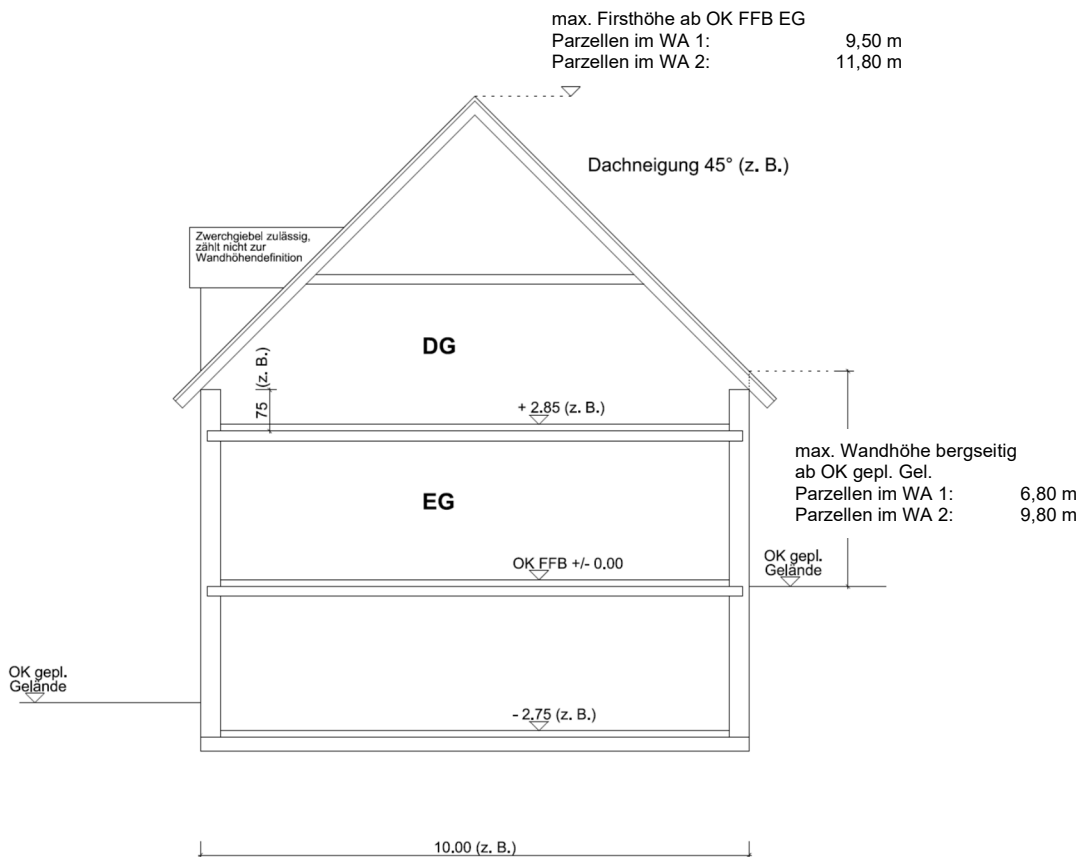 max. Firsthöhe ab OK FFB EG
Parzellen im WA 1: 9,50 m
Parzellen im WA 2: 11,80 m
Dachneigung 45° (z. B.)
Zwerchgiebel zulässig,
zählt nicht zur
Wandhöhendefinition
DG
75 (z. B.)
+ 2.85 (z. B.)
max. Wandhöhe bergseitig
ab OK gepl. Gel.
Parzellen im WA 1: 6,80 m
Parzellen im WA 2: 9,80 m
EG
OK FFB +/- 0.00
OK gepl.
Gelände
OK gepl.
Gelände
- 2.75 (z. B.)
10.00 (z. B.)